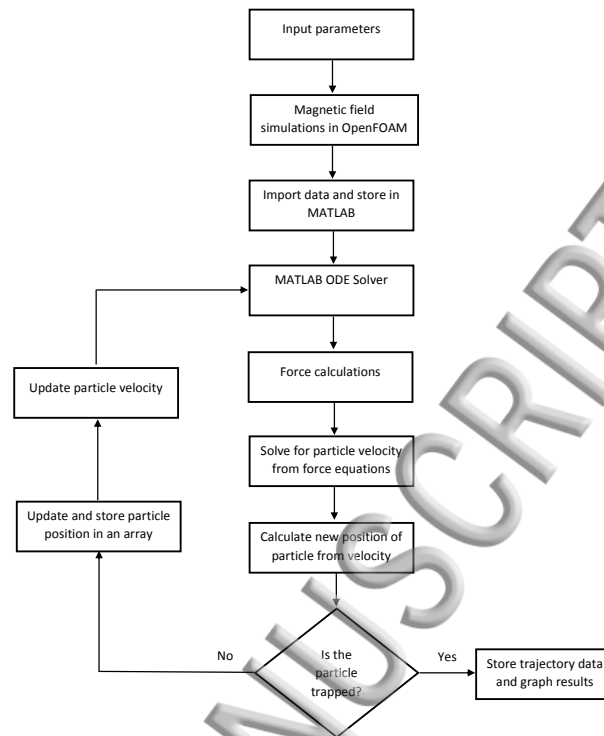 Input parameters
Magnetic field
simulations in OpenFOAM
Import data and store in
MATLAB
MATLAB ODE Solver
Force calculations
Update particle velocity
Solve for particle velocity
from force equations
Update and store particle
position in an array
Calculate new position of
particle from velocity
No
Is the
particle
trapped?
Yes
Store trajectory data
and graph results
NUSCRIPT